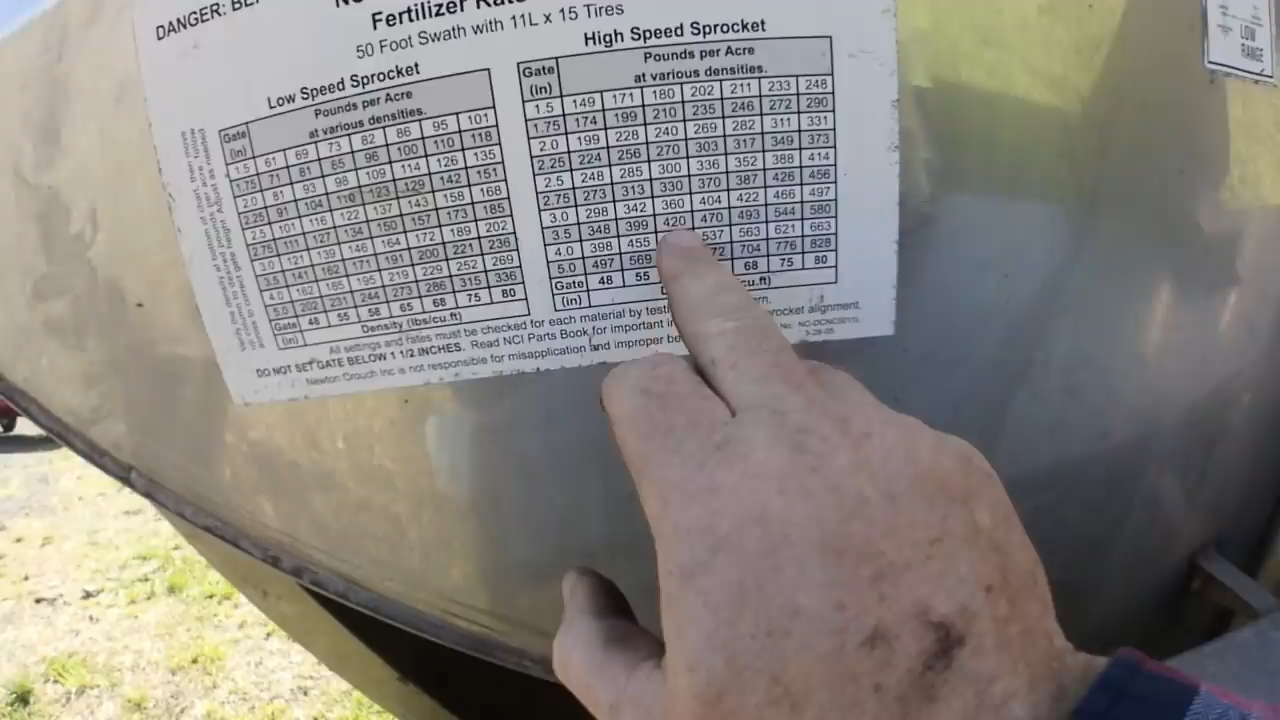 DANGER:
Fertilizer
50 Foot Swath with 11L x 15 Tires
Low Speed Sprocket
Gate (in) Pounds per Acre at various densities.
1.5 61 69 73 82 86 95 101
1.75 71 81 85 96 100 110 118
2.0 81 93 98 109 114 126 135
2.25 91 104 110 123 129 142 151
2.5 101 116 122 137 143 158 168
2.75 111 127 134 150 157 173 185
3.0 121 139 146 164 172 189 202
3.5 141 162 171 191 200 221 236
4.0 162 185 195 219 229 252 269
5.0 202 231 244 273 286 315 336
Gate (in) 48 55 58 65 68 75 80
Density (lbs/cu.ft)
High Speed Sprocket
Gate (in) Pounds per Acre at various densities.
1.5 149 171 180 202 211 233 248
1.75 174 199 210 235 246 272 290
2.0 199 228 240 269 282 311 331
2.25 224 256 270 303 317 349 373
2.5 248 285 300 336 352 388 414
2.75 273 313 330 370 387 426 456
3.0 298 342 360 404 422 466 497
3.5 348 399 420 470 493 544 580
4.0 398 455 537 563 621 663
5.0 497 569 72 704 776 828
Gate (in) 48 55 68 75 80
cu.ft)
All settings and rates must be checked for each material by
sprocket alignment.
DO NOT SET GATE BELOW 1 1/2 INCHES. Read NCI Parts Book for important
Newton Crouch Inc is not responsible for misapplication and improper
LOW
RANGE